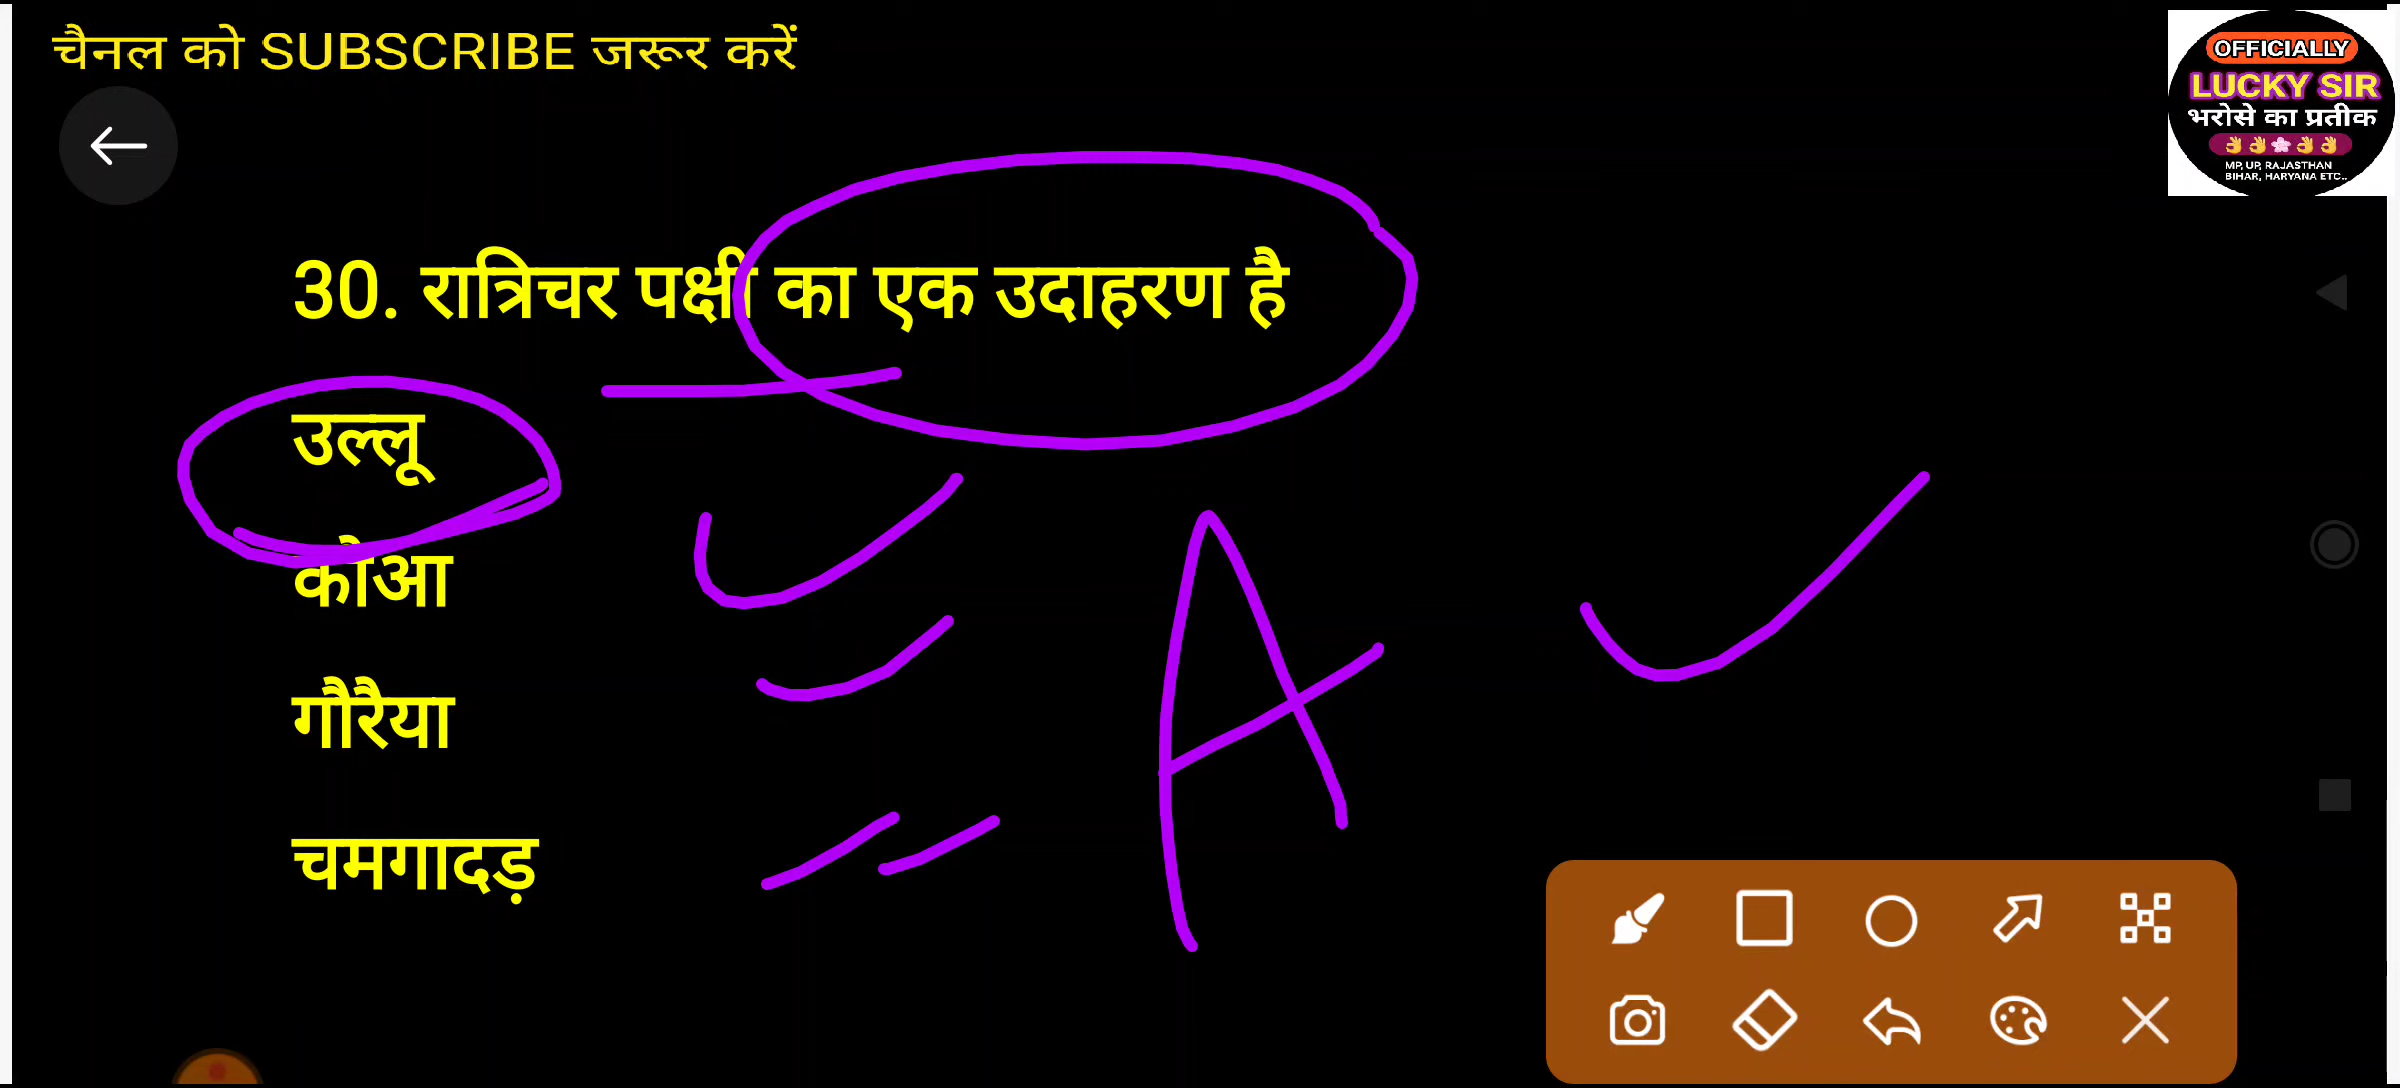 चैनल को SUBSCRIBE जरूर करें
OFFICIALLY
LUCKY SIR
भरोसे का प्रतीक
MP, UP, RAJASTHAN
BIHAR, HARYANA ETC..
30. रात्रिचर पक्षी का एक उदाहरण है
उल्लू
कौआ
गौरैया
चमगादड़
A